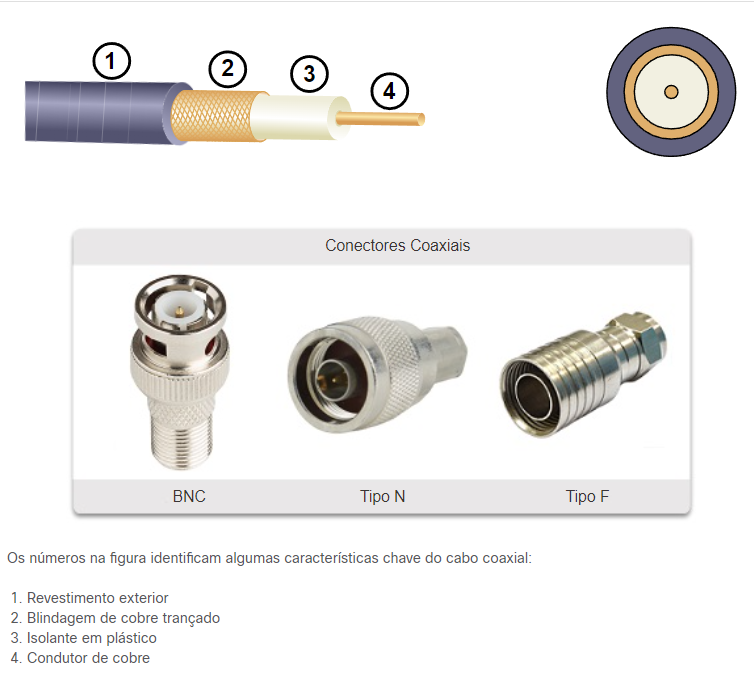 1
2
3
4
Conectores Coaxiais
BNC
Tipo N
Tipo F
Os números na figura identificam algumas características chave do cabo coaxial:
1. Revestimento exterior
2. Blindagem de cobre trançado
3. Isolante em plástico
4. Condutor de cobre